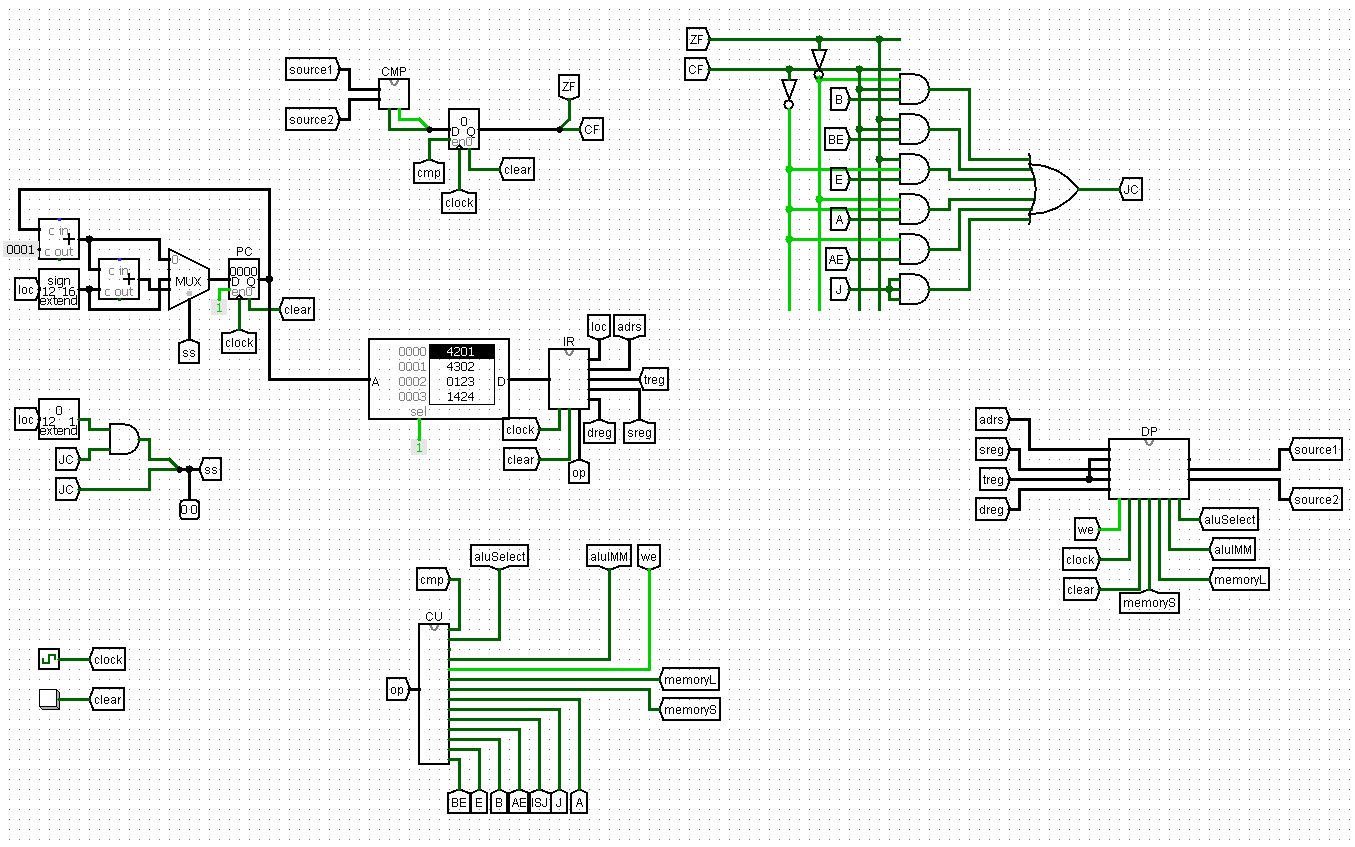 ZF
CF
B
BE
E
A
AE
J
JC
source1
source2
CMP
ZF
CF
0
D Q
en0
cmp
clock
clear
c in
+
c out
0001
loc
sign
12 16
extend
c in
+
c out
0
MUX
PC
0000
D Q
en0
1
clear
clock
ss
0000 4201
0001 4302
0002 0123
0003 1424
A
D
sel
1
IR
loc
adrs
treg
dreg
sreg
clock
clear
op
loc
0
12 1
extend
JC
JC
ss
0 0
adrs
sreg
treg
dreg
DP
source1
source2
we
clock
clear
memoryS
aluSelect
aluIMM
memoryL
aluSelect
aluIMM
we
cmp
CU
op
memoryL
memoryS
BE E B AE ISJ J A
clock
clear